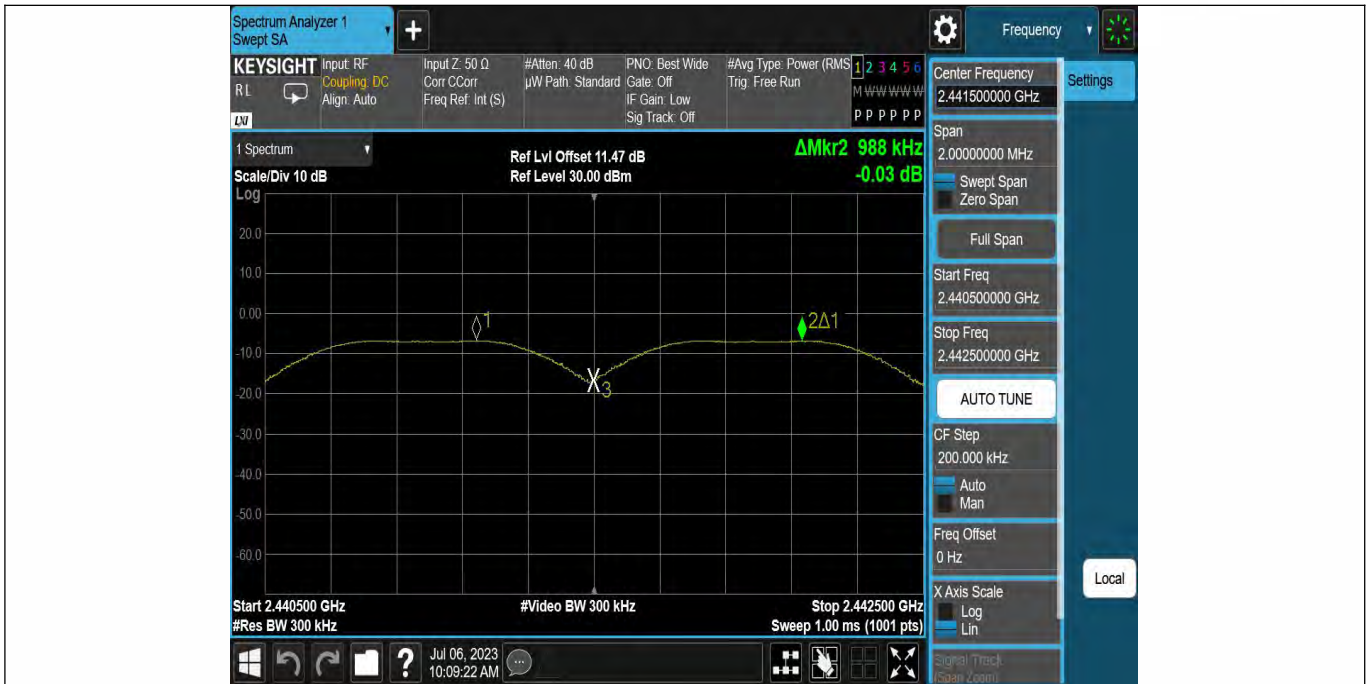 Spectrum Analyzer 1
Swept SA
+
Frequency
KEYSIGHT
RL
LXI
Input: RF
Coupling: DC
Align: Auto
Input Z: 50 Ω
Corr CCorr
Freq Ref: Int (S)
#Atten: 40 dB
µW Path: Standard
PNO: Best Wide
Gate: Off
IF Gain: Low
Sig Track: Off
#Avg Type: Power (RMS
Trig: Free Run
1 2 3 4 5 6
M W W W W W
P P P P P P
1 Spectrum
Scale/Div 10 dB
Ref Lvl Offset 11.47 dB
Ref Level 30.00 dBm
ΔMkr2 988 kHz
-0.03 dB
Log
20.0
10.0
0.00
-10.0
-20.0
-30.0
-40.0
-50.0
-60.0
1
2Δ1
X3
Start 2.440500 GHz
#Res BW 300 kHz
#Video BW 300 kHz
Stop 2.442500 GHz
Sweep 1.00 ms (1001 pts)
Center Frequency
2.441500000 GHz
Settings
Span
2.00000000 MHz
Swept Span
Zero Span
Full Span
Start Freq
2.440500000 GHz
Stop Freq
2.442500000 GHz
AUTO TUNE
CF Step
200.000 kHz
Auto
Man
Freq Offset
0 Hz
X Axis Scale
Log
Lin
Signal Track
(Span Zoom)
Local
?
Jul 06, 2023
10:09:22 AM